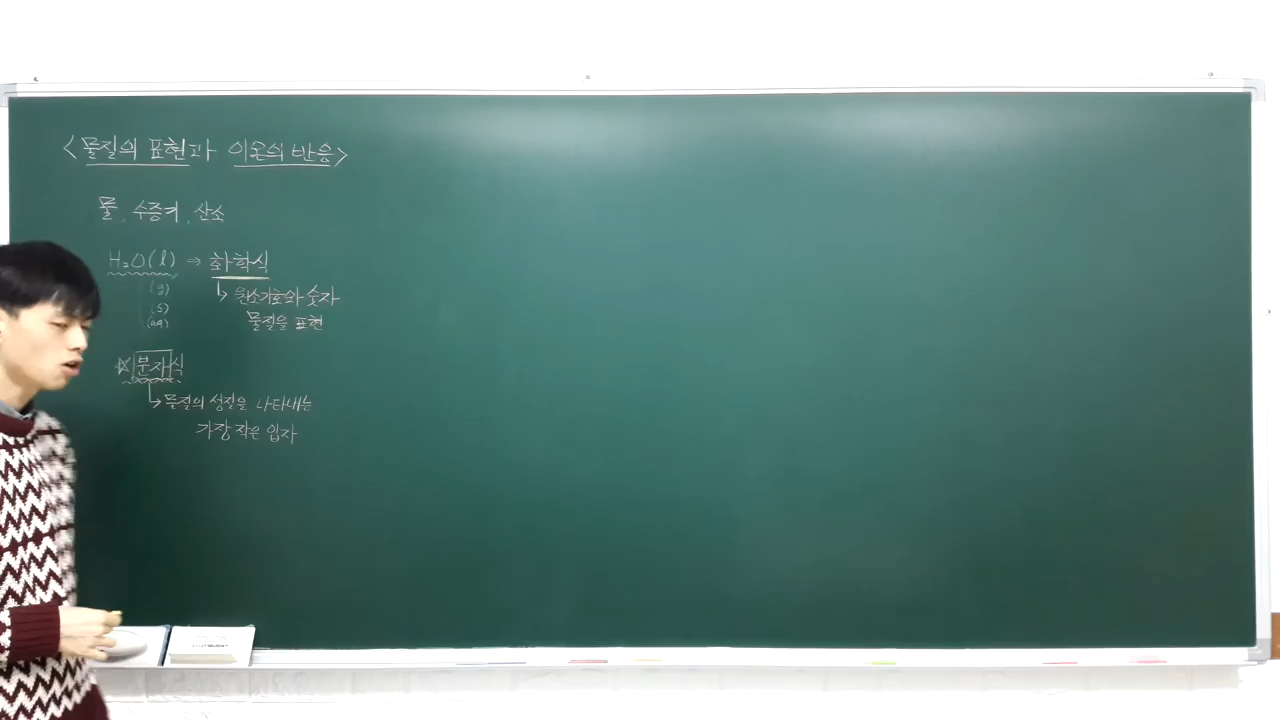 <물질의 표현과 이온의 반응>
물, 수증기, 산소
H₂O(l) ⇒ 화학식
(g)
↳ 원소기호와 숫자
(s)
물질을 표현
(aq)
☆분자식
↳ 물질의 성질을 나타내는
가장 작은 입자